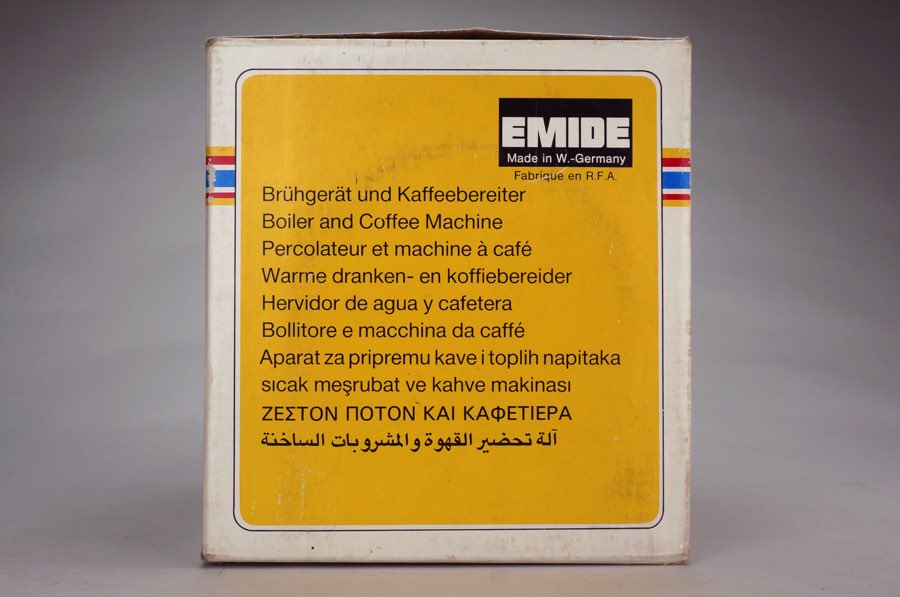 EMIDE
Made in W.-Germany
Fabrique en R.F.A.
Brühgerät und Kaffeebereiter
Boiler and Coffee Machine
Percolateur et machine à café
Warme dranken- en koffiebereider
Hervidor de agua y cafetera
Bollitore e macchina da caffé
Aparat za pripremu kave i toplih napitaka
sıcak meşrubat ve kahve makinası
ΖΕΣΤΟΝ ΠΟΤΟΝ ΚΑΙ ΚΑΦΕΤΙΕΡΑ
آلة تحضير القهوة والمشروبات الساخنة